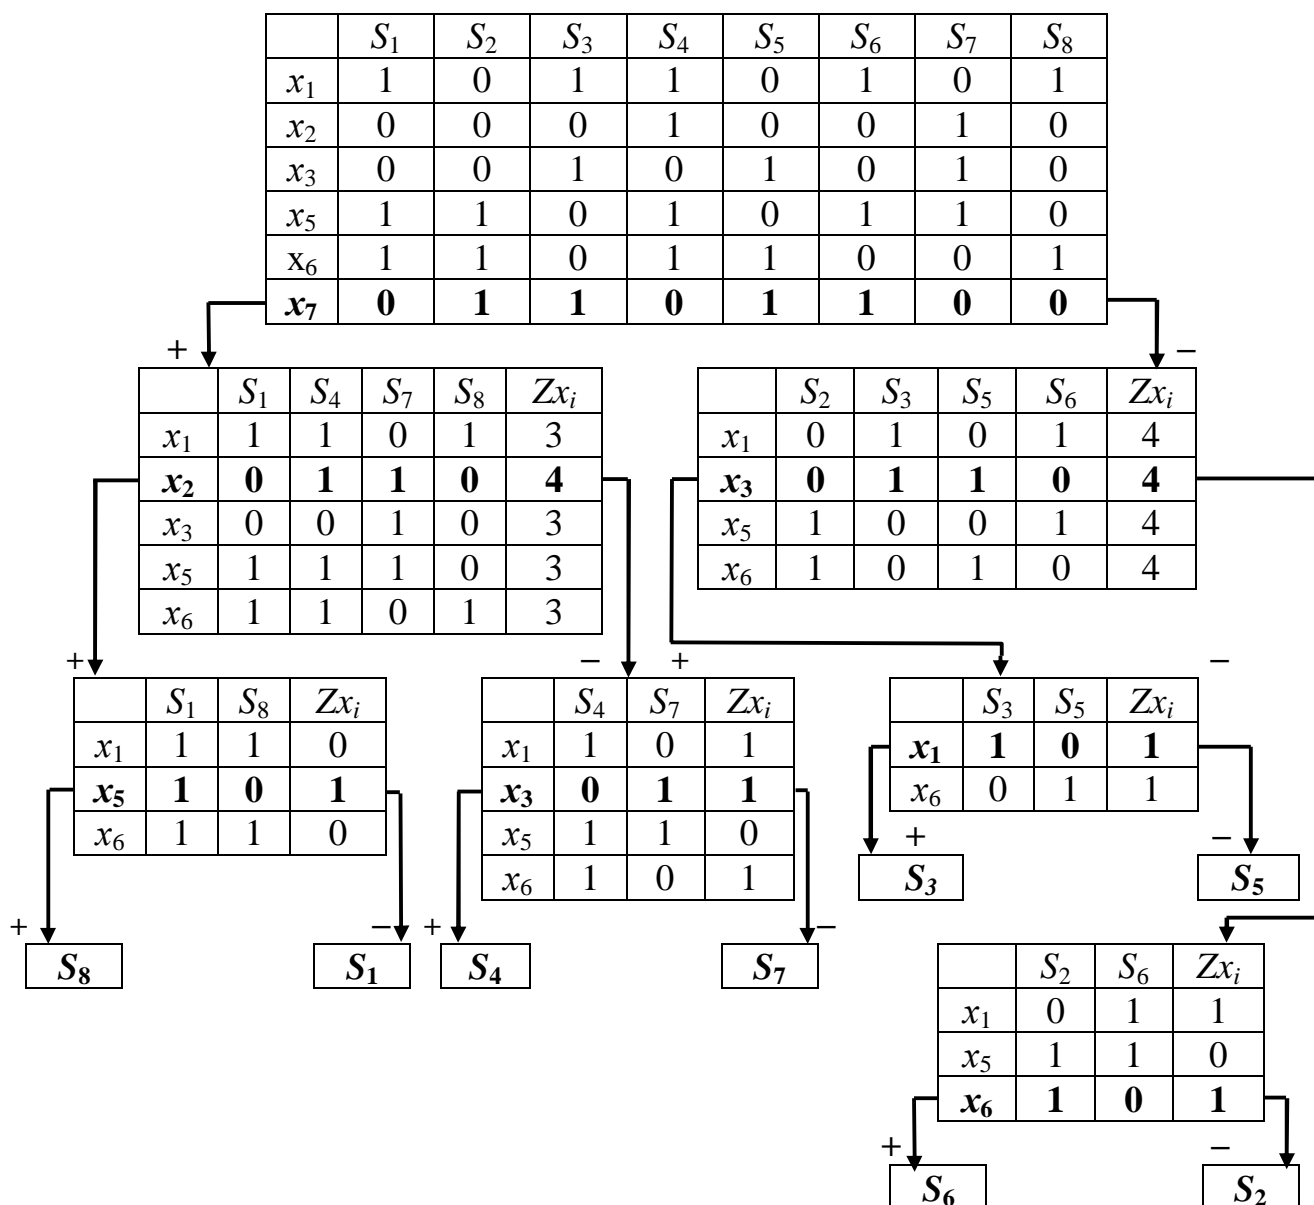 S1 S2 S3 S4 S5 S6 S7 S8
x1 1 0 1 1 0 1 0 1
x2 0 0 0 1 0 0 1 0
x3 0 0 1 0 1 0 1 0
x5 1 1 0 1 0 1 1 0
x6 1 1 0 1 1 0 0 1
x7 0 1 1 0 1 1 0 0
+ −
S1 S4 S7 S8 Zxi
x1 1 1 0 1 3
x2 0 1 1 0 4
x3 0 0 1 0 3
x5 1 1 1 0 3
x6 1 1 0 1 3
S2 S3 S5 S6 Zxi
x1 0 1 0 1 4
x3 0 1 1 0 4
x5 1 0 0 1 4
x6 1 0 1 0 4
+ − + −
S1 S8 Zxi
x1 1 1 0
x5 1 0 1
x6 1 1 0
S4 S7 Zxi
x1 1 0 1
x3 0 1 1
x5 1 1 0
x6 1 0 1
S3 S5 Zxi
x1 1 0 1
x6 0 1 1
+ −
S3 S5
+ − + −
S8 S1 S4 S7
S2 S6 Zxi
x1 0 1 1
x5 1 1 0
x6 1 0 1
+ −
S6 S2